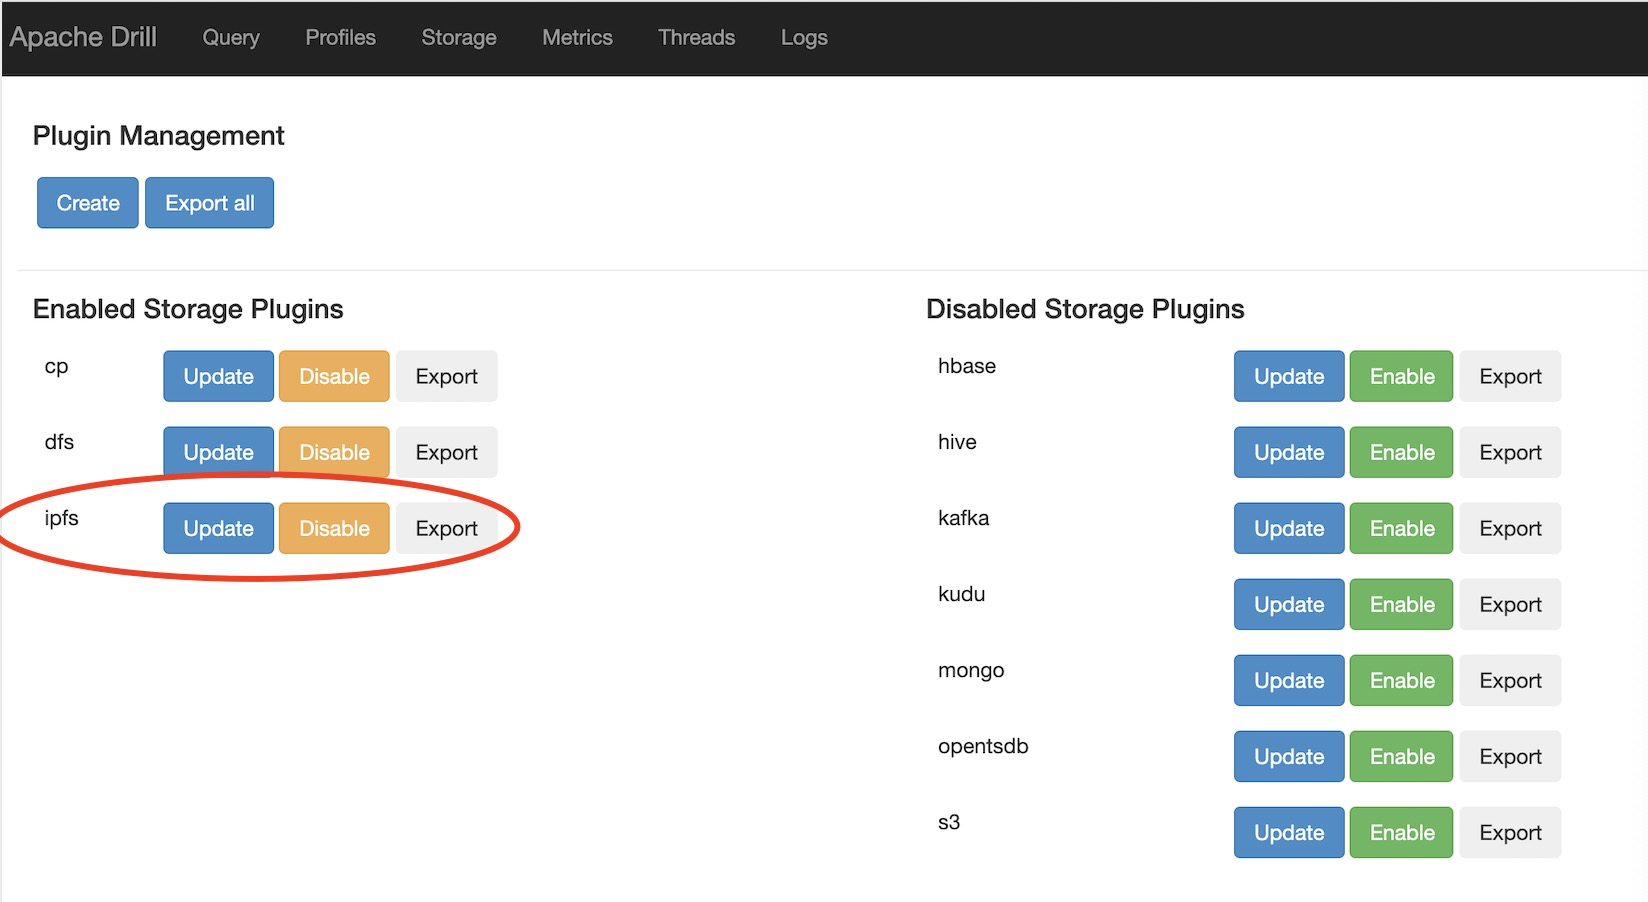 Apache Drill Query Profiles Storage Metrics Threads Logs
Plugin Management
Create Export all
Enabled Storage Plugins
cp Update Disable Export
dfs Update Disable Export
ipfs Update Disable Export
Disabled Storage Plugins
hbase Update Enable Export
hive Update Enable Export
kafka Update Enable Export
kudu Update Enable Export
mongo Update Enable Export
opentsdb Update Enable Export
s3 Update Enable Export